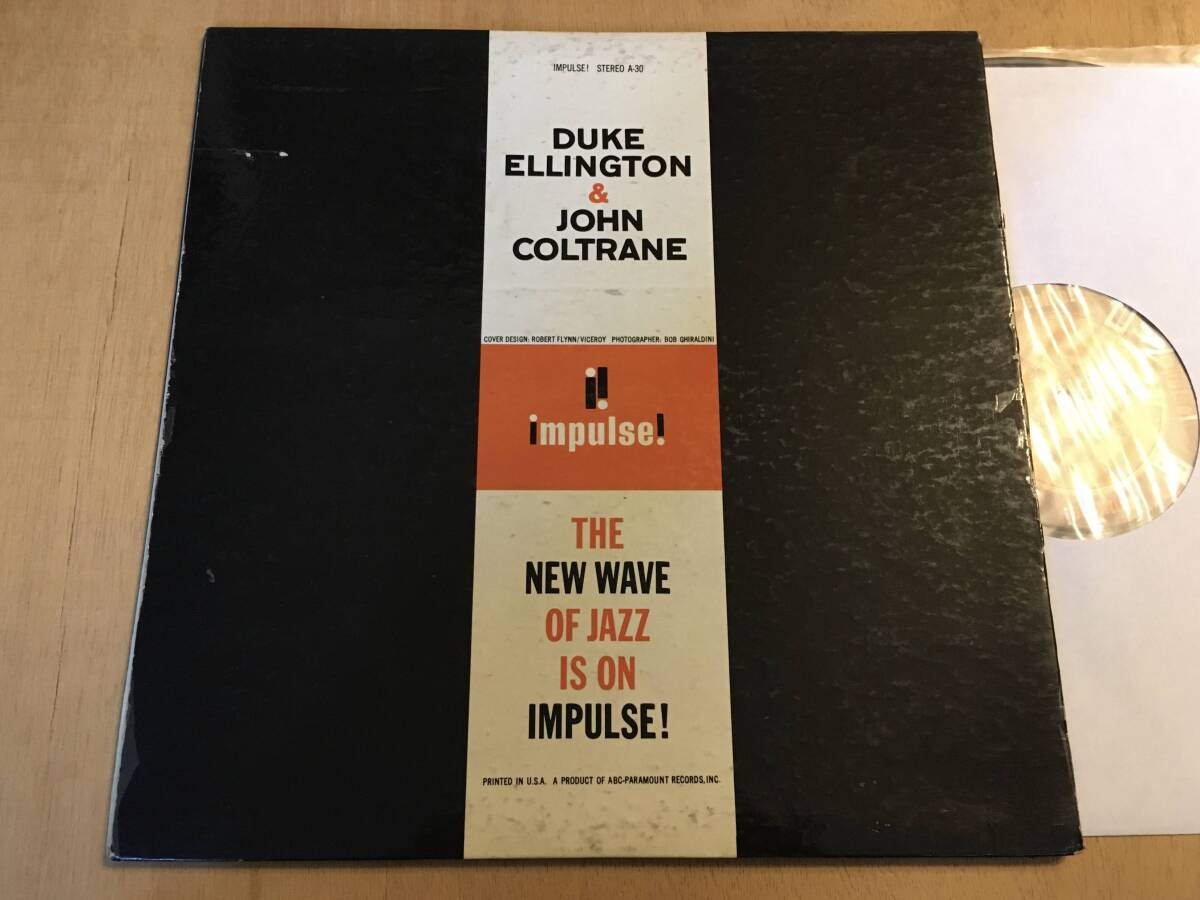 IMPULSE! STEREO A-30
DUKE
ELLINGTON
&
JOHN
COLTRANE
COVER DESIGN: ROBERT FLYNN/VICEROY PHOTOGRAPHER: BOB GHIRALDINI
impulse!
THE
NEW WAVE
OF JAZZ
IS ON
IMPULSE!
PRINTED IN U.S.A. A PRODUCT OF ABC-PARAMOUNT RECORDS, INC.